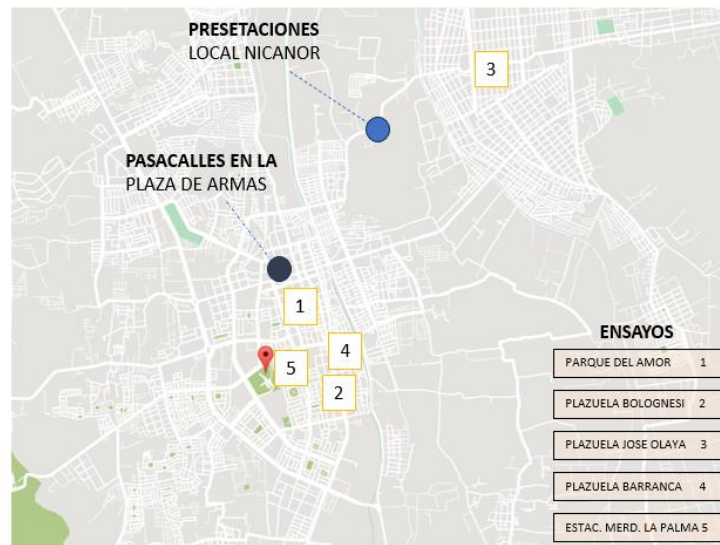 PRESETACIONES
LOCAL NICANOR
3
PASACALLES EN LA
PLAZA DE ARMAS
1
4
5
2
ENSAYOS
PARQUE DEL AMOR 1
PLAZUELA BOLOGNESI 2
PLAZUELA JOSE OLAYA 3
PLAZUELA BARRANCA 4
ESTAC. MERD. LA PALMA 5